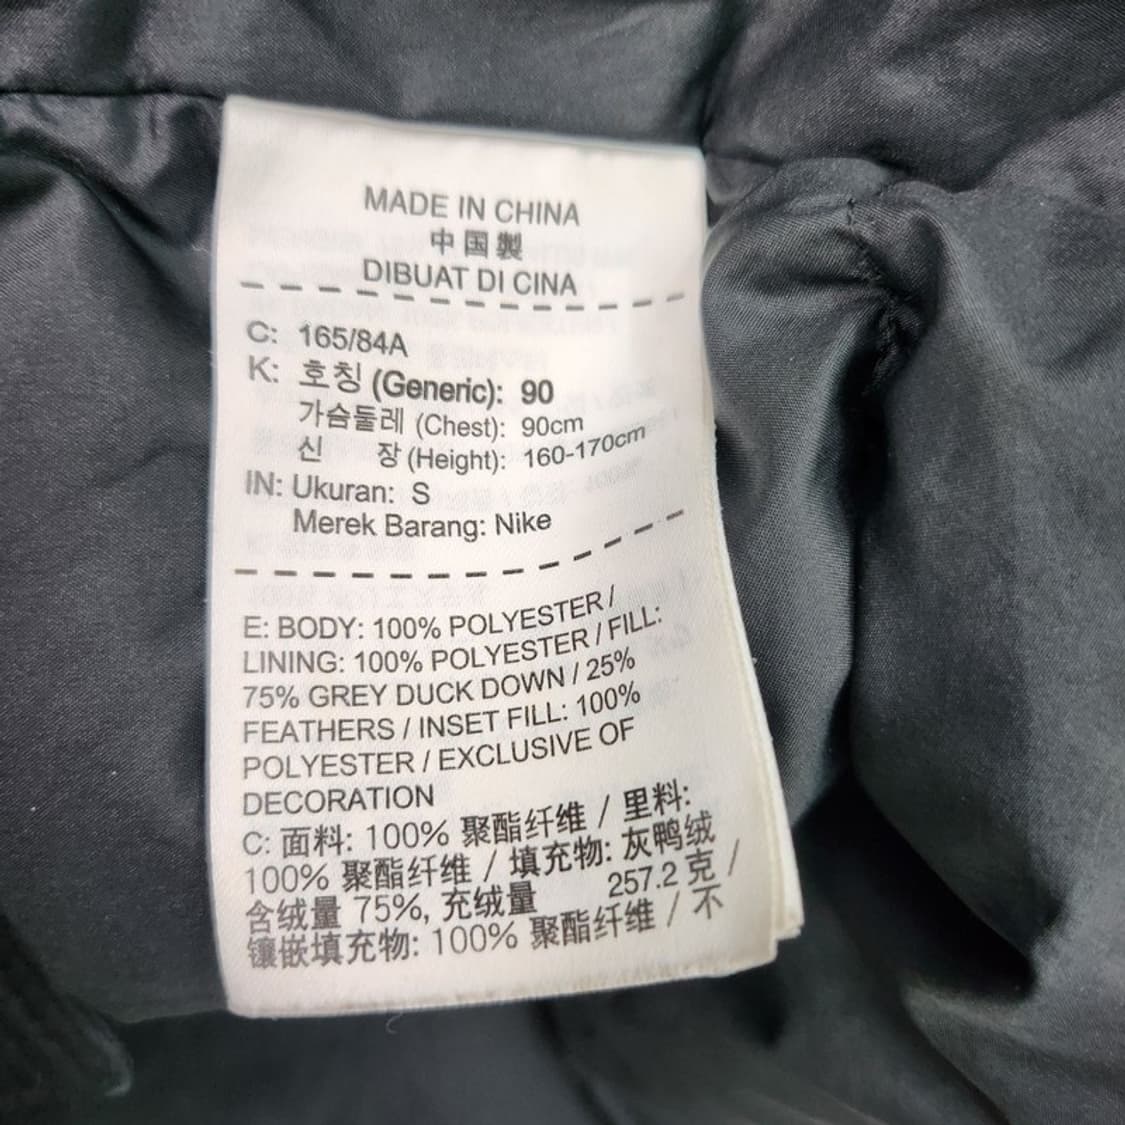 MADE IN CHINA
中国製
DIBUAT DI CINA
C: 165/84A
K: 호칭 (Generic): 90
가슴둘레 (Chest): 90cm
신 장 (Height): 160-170cm
IN: Ukuran: S
Merek Barang: Nike
E: BODY: 100% POLYESTER /
LINING: 100% POLYESTER / FILL:
75% GREY DUCK DOWN / 25%
FEATHERS / INSET FILL: 100%
POLYESTER / EXCLUSIVE OF
DECORATION
C: 面料: 100% 聚酯纤维 / 里料:
100% 聚酯纤维 / 填充物: 灰鸭绒
含绒量 75%, 充绒量 257.2 克 /
镶嵌填充物: 100% 聚酯纤维 / 不